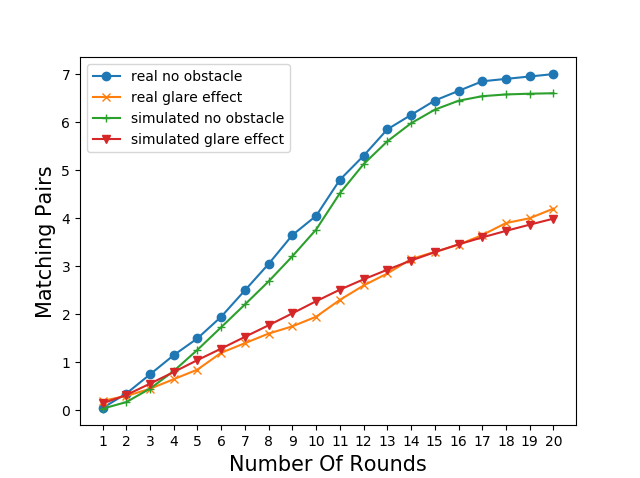 real no obstacle
real glare effect
simulated no obstacle
simulated glare effect
Matching Pairs
7
6
5
4
3
2
1
0
1 2 3 4 5 6 7 8 9 10 11 12 13 14 15 16 17 18 19 20
Number Of Rounds